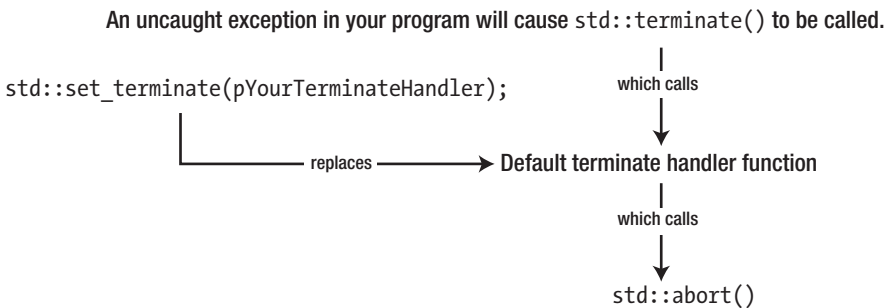 An uncaught exception in your program will cause std::terminate() to be called.
which calls
std::set_terminate(pYourTerminateHandler);
replaces
Default terminate handler function
which calls
std::abort()